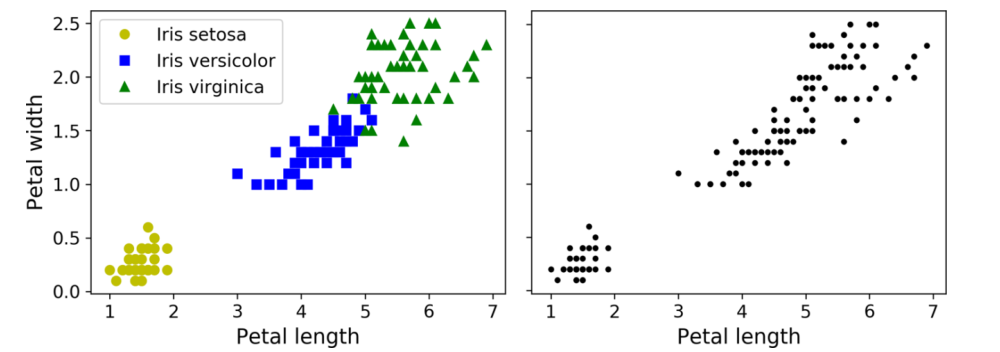 2.5
2.0
1.5
1.0
0.5
0.0
Petal width
Iris setosa
Iris versicolor
Iris virginica
1 2 3 4 5 6 7
Petal length
1 2 3 4 5 6 7
Petal length